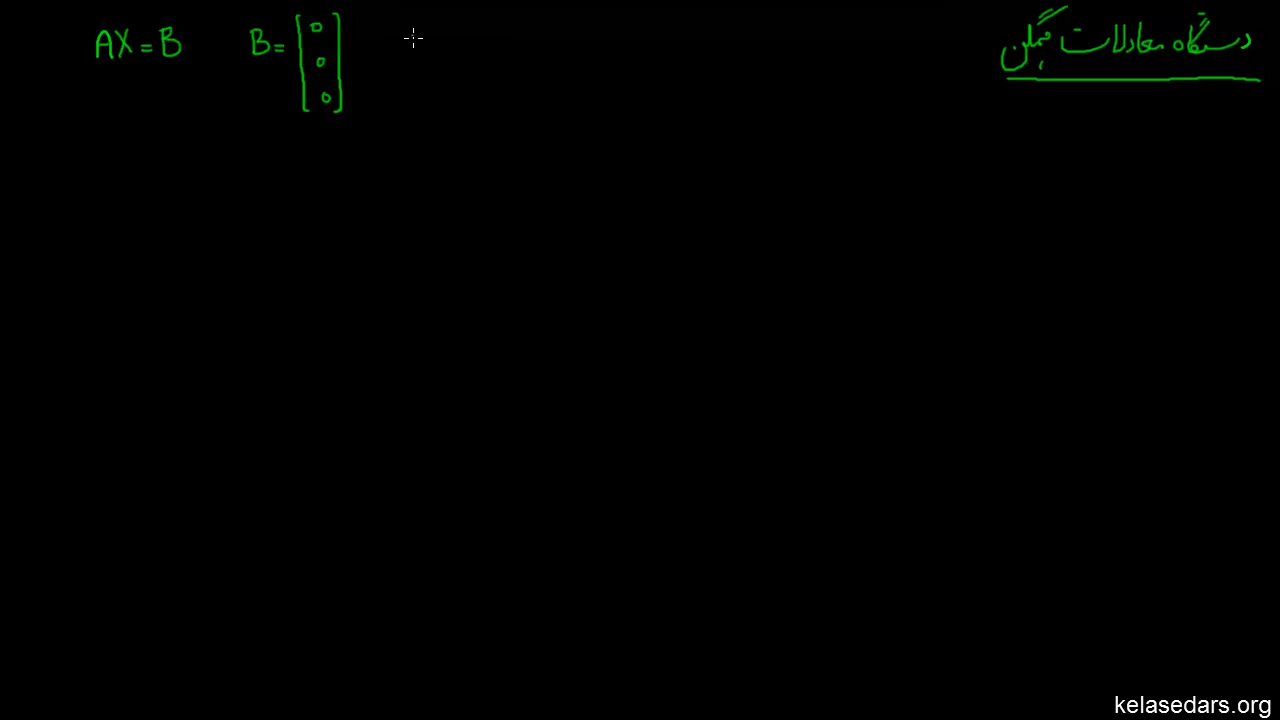 دستگاه معادلات همگن
AX = B    B = [0 0 0]
kelasedars.org